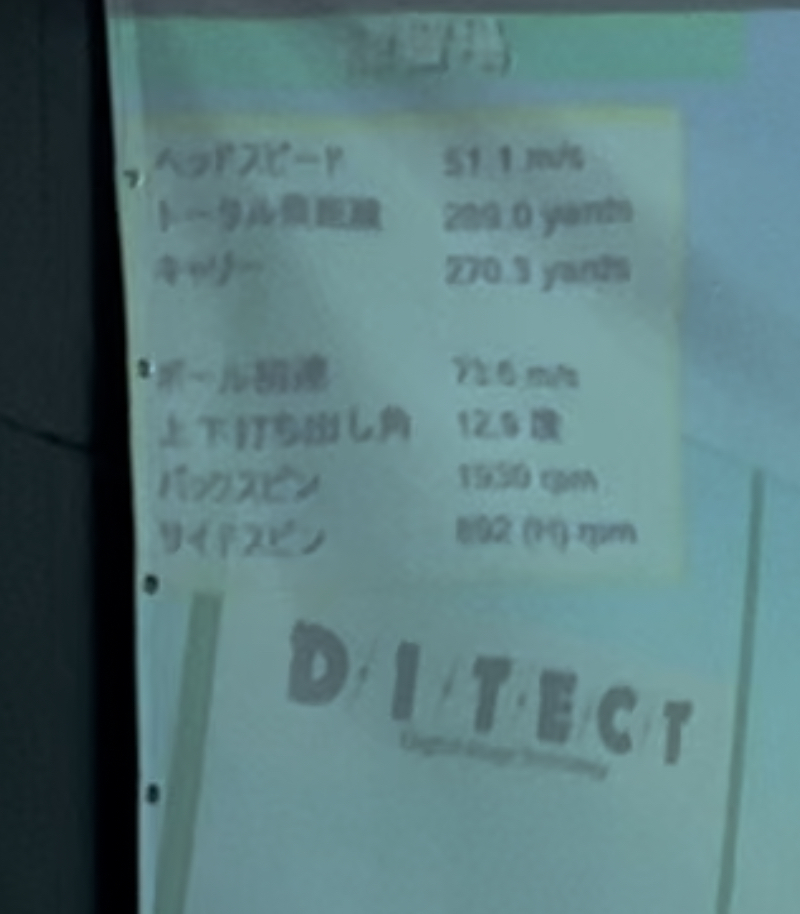 ヘッドスピード 51.1 m/s
トータル飛距離 289.0 yards
キャリー 270.3 yards
ボール初速 73.6 m/s
上下打ち出し角 12.9 度
バックスピン 1930 rpm
サイドスピン 892 (H) rpm
D.I.T.E.C.T